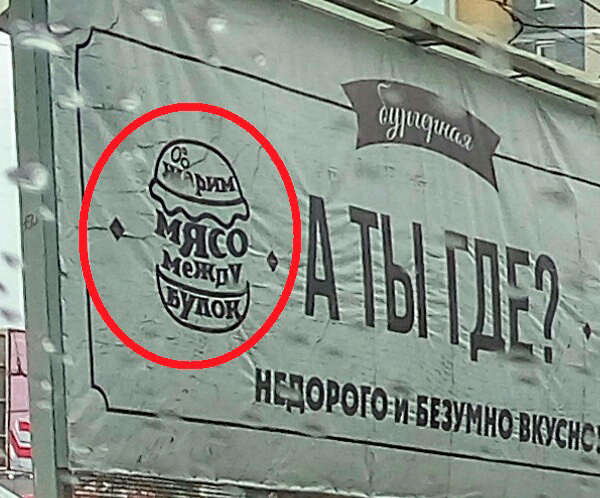 бургерная
жарим
мясо
между
булок
А ТЫ ГДЕ?
НЕДОРОГО И БЕЗУМНО ВКУСНО!